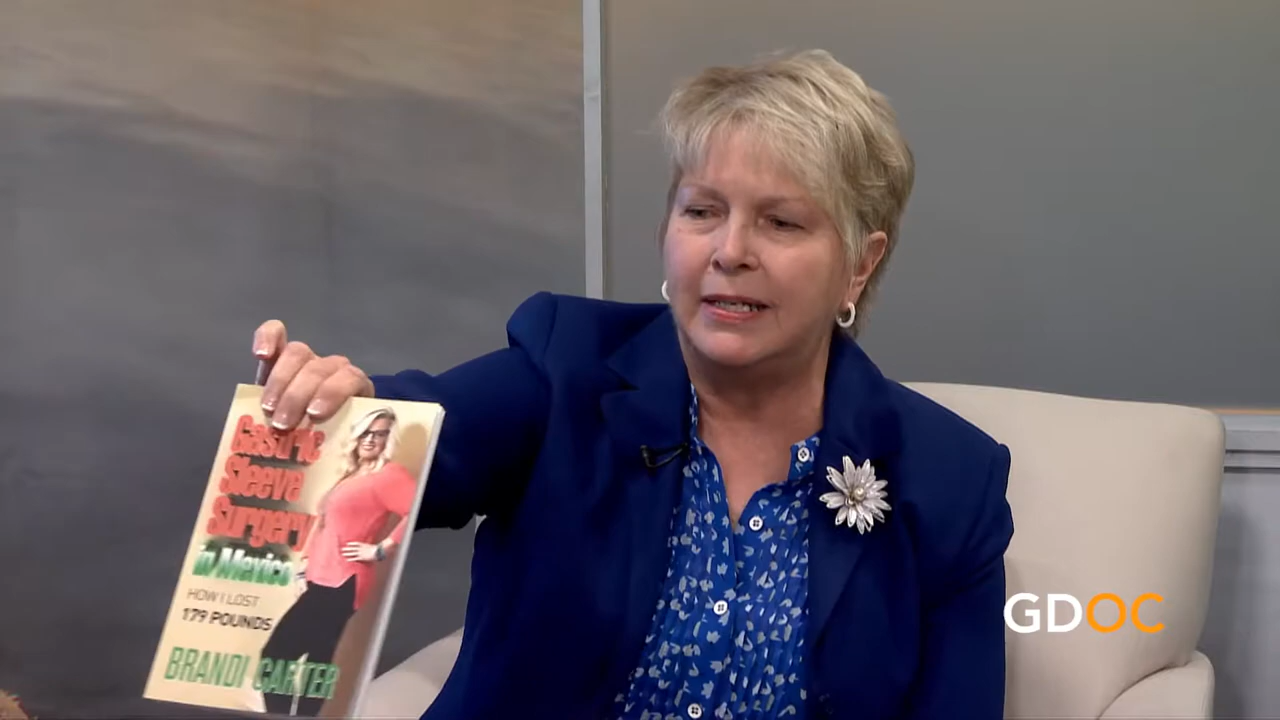 Gastric
Sleeve
Surgery
in Mexico
HOW I LOST
179 POUNDS
BRANDI CARTER
GDOC